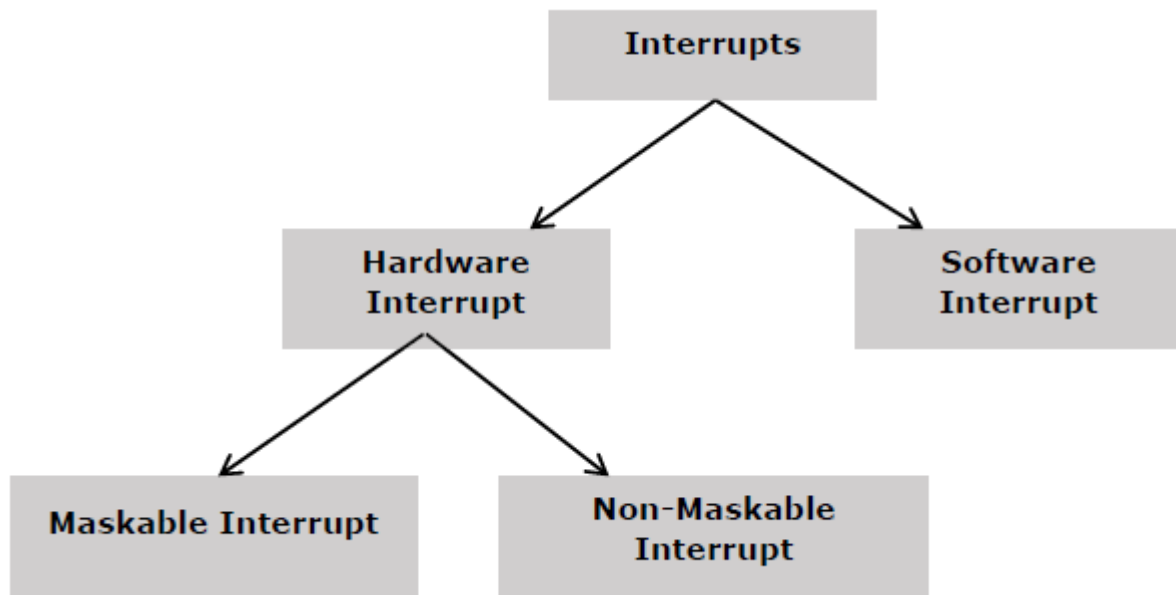 Interrupts
Hardware
Interrupt
Software
Interrupt
Maskable Interrupt
Non-Maskable
Interrupt